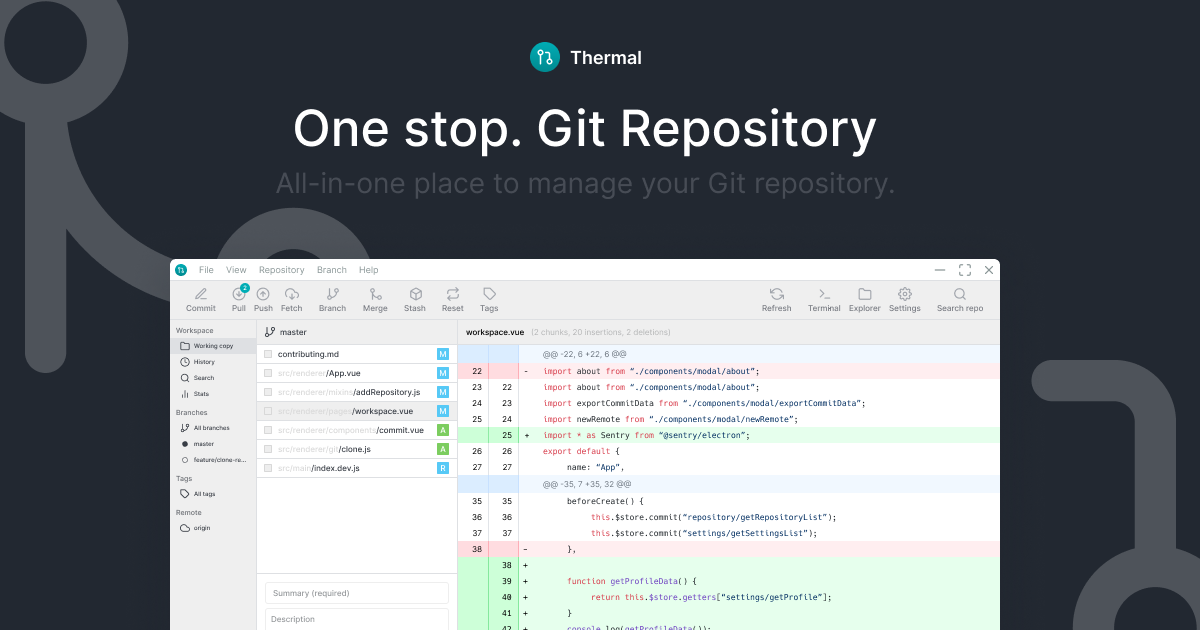 Thermal
One stop. Git Repository
All-in-one place to manage your Git repository.
File View Repository Branch Help
2
Commit Pull Push Fetch Branch Merge Stash Reset Tags Refresh Terminal Explorer Settings Search repo
Workspace
Working copy
History
Search
Stats
Branches
All branches
master
feature/clone-re...
Tags
All tags
Remote
origin
master
contributing.md M
src/renderer/App.vue M
src/renderer/mixins/addRepository.js M
src/renderer/pages/workspace.vue M
src/renderer/components/commit.vue A
src/renderer/git/clone.js A
src/main/index.dev.js R
Summary (required)
Description
workspace.vue (2 chunks, 20 insertions, 2 deletions)
@@ -22, 6 +22, 6 @@
22 - import about from “./components/modal/about”;
23 22 import about from “./components/modal/about”;
24 23 import exportCommitData from “./components/modal/exportCommitData”;
25 24 import newRemote from “./components/modal/newRemote”;
25 + import * as Sentry from “@sentry/electron”;
26 26 export default {
27 27 name: “App”,
@@ -35, 7 +35, 32 @@
35 35 beforeCreate() {
36 36 this.$store.commit(“repository/getRepositoryList”);
37 37 this.$store.commit(“settings/getSettingsList”);
38 - },
38 +
39 + function getProfileData() {
40 + return this.$store.getters[“settings/getProfile”];
41 + }
42 + console.log(getProfileData());